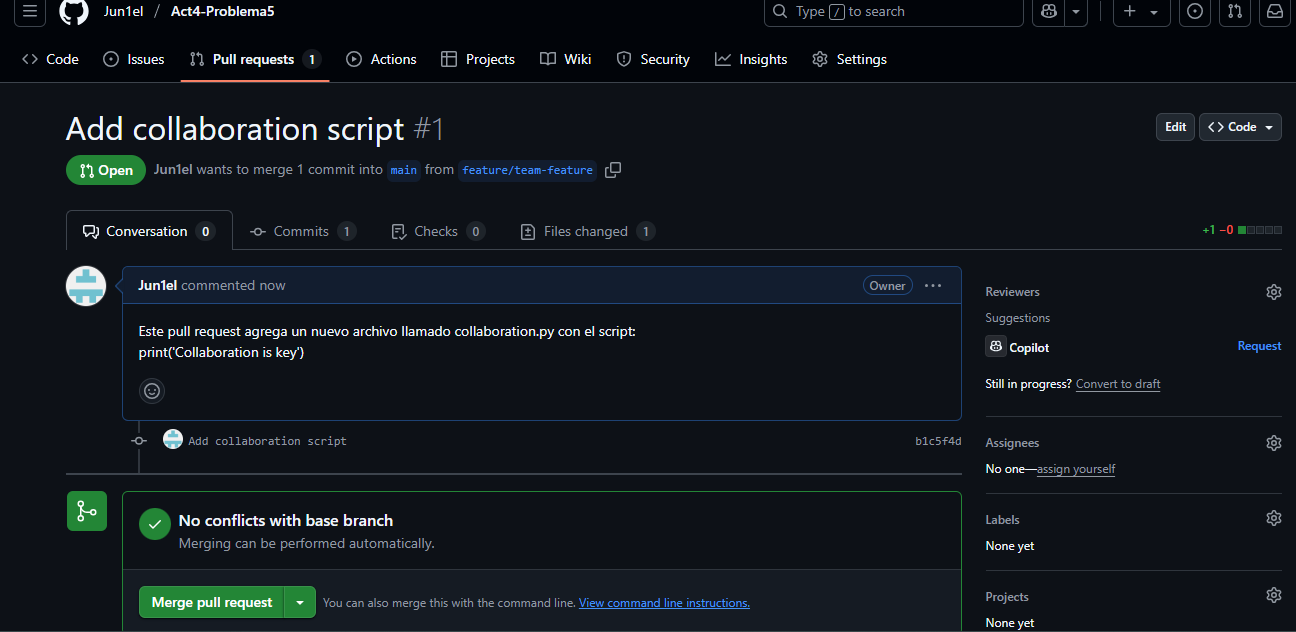 Jun1el / Act4-Problema5
Type / to search
Code
Issues
Pull requests 1
Actions
Projects
Wiki
Security
Insights
Settings
Add collaboration script #1
Edit
Code
Open
Jun1el wants to merge 1 commit into main from feature/team-feature
Conversation 0
Commits 1
Checks 0
Files changed 1
+1 −0
Jun1el commented now
Owner
Este pull request agrega un nuevo archivo llamado collaboration.py con el script:
print('Collaboration is key')
Add collaboration script
b1c5f4d
No conflicts with base branch
Merging can be performed automatically.
Merge pull request
You can also merge this with the command line. View command line instructions.
Reviewers
Suggestions
Copilot
Request
Still in progress? Convert to draft
Assignees
No one—assign yourself
Labels
None yet
Projects
None yet